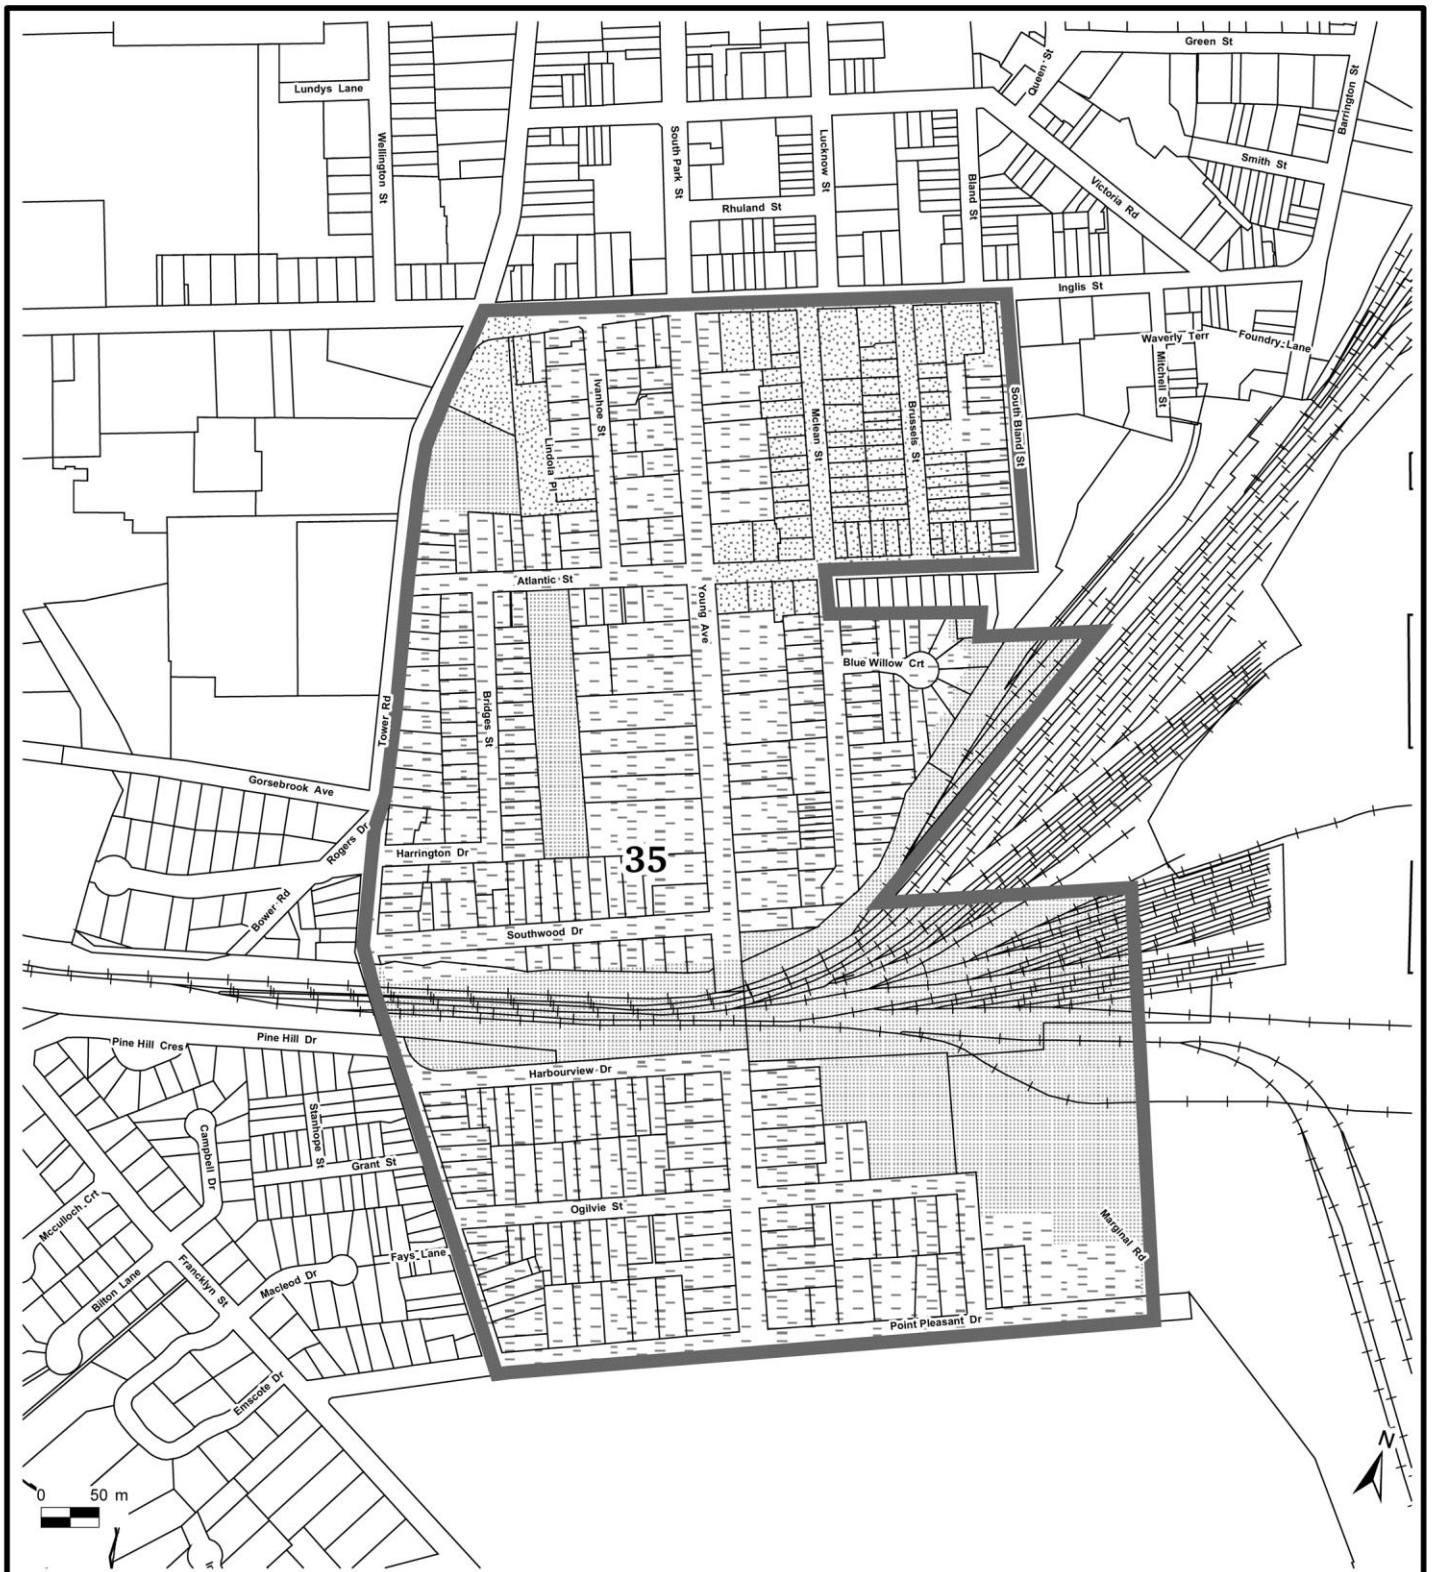 Green St
Queen St
Barrington St
Lundys Lane
Wellington St
South Park St
Lucknow St
Smith St
Bland St
Victoria Rd
Rhuland St
Inglis St
Waverly Terr
Foundry Lane
Mitchell St
Ivanhoe St
Lindola Pl
Mclean St
Brussels St
South Bland St
Atlantic St
Young Ave
Blue Willow Crt
Tower Rd
Bridges St
Gorsebrook Ave
Rogers Dr
Harrington Dr
35
Bower Rd
Southwood Dr
Pine Hill Cres
Pine Hill Dr
Harbourview Dr
Stanhope St
Campbell Dr
Grant St
Mcculloch Crt
Ogilvie St
Marginal Rd
Fays Lane
Francklyn St
Bilton Lane
Macleod Dr
Point Pleasant Dr
Emscote Dr
N
0 50 m